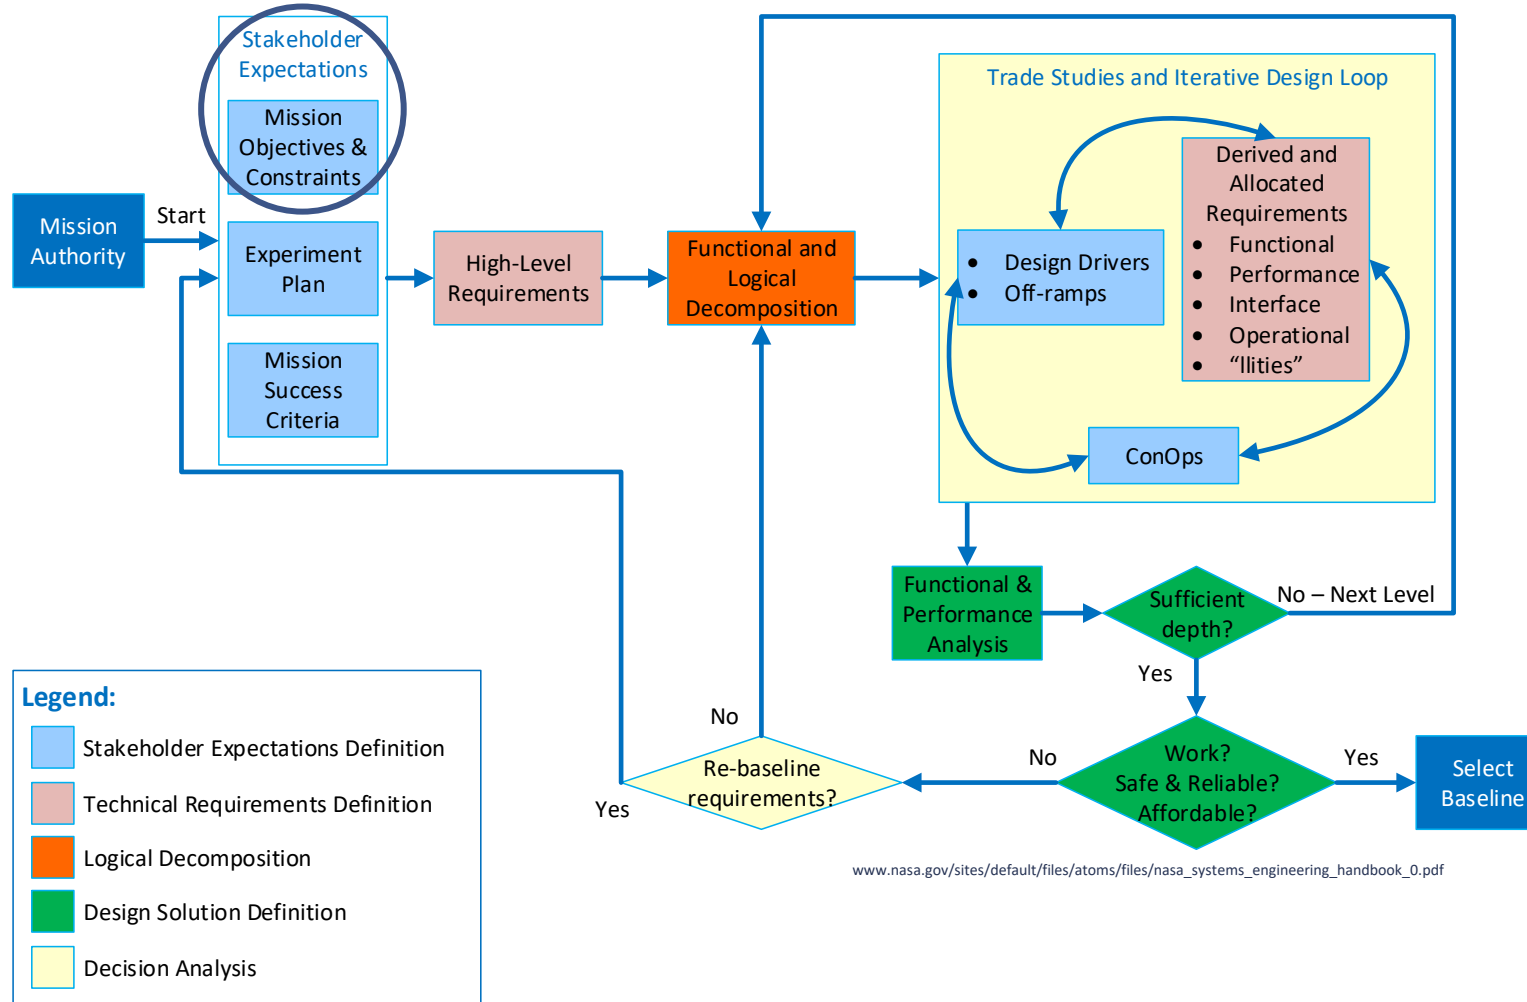 Stakeholder
Expectations
Mission
Objectives &
Constraints
Mission
Authority
Start
Experiment
Plan
Mission
Success
Criteria
High-Level
Requirements
Functional and
Logical
Decomposition
Trade Studies and Iterative Design Loop
• Design Drivers
• Off-ramps
Derived and
Allocated
Requirements
• Functional
• Performance
• Interface
• Operational
• “Ilities”
ConOps
Functional &
Performance
Analysis
Sufficient
depth?
No – Next Level
Yes
Work?
Safe & Reliable?
Affordable?
Yes
Select
Baseline
No
Re-baseline
requirements?
No
Yes
www.nasa.gov/sites/default/files/atoms/files/nasa_systems_engineering_handbook_0.pdf
Legend:
Stakeholder Expectations Definition
Technical Requirements Definition
Logical Decomposition
Design Solution Definition
Decision Analysis